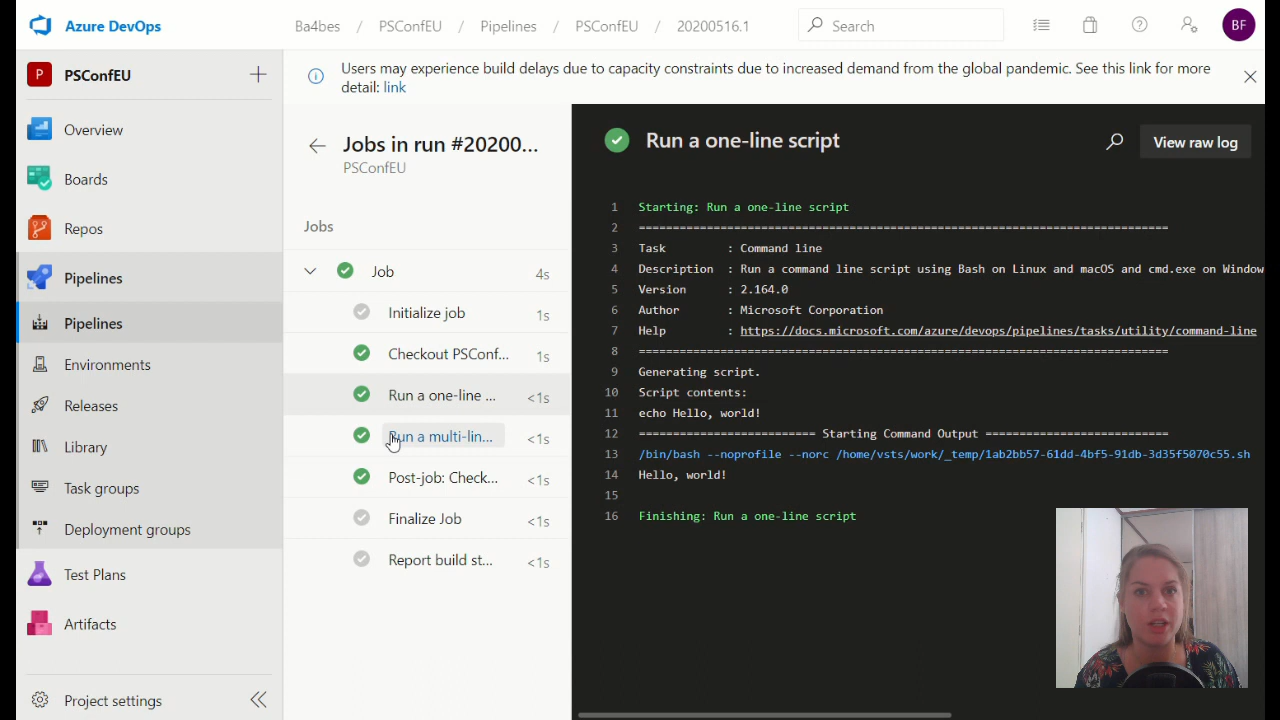 Azure DevOps
Ba4bes / PSConfEU / Pipelines / PSConfEU / 20200516.1
Search
BF
P PSConfEU
Overview
Boards
Repos
Pipelines
Pipelines
Environments
Releases
Library
Task groups
Deployment groups
Test Plans
Artifacts
Project settings
Users may experience build delays due to capacity constraints due to increased demand from the global pandemic. See this link for more
detail: link
Jobs in run #20200...
PSConfEU
Jobs
Job 4s
Initialize job 1s
Checkout PSConf... 1s
Run a one-line ... <1s
Run a multi-lin... <1s
Post-job: Check... <1s
Finalize Job <1s
Report build st... <1s
Run a one-line script
View raw log
1 Starting: Run a one-line script
2 ==============================================================================
3 Task : Command line
4 Description : Run a command line script using Bash on Linux and macOS and cmd.exe on Window
5 Version : 2.164.0
6 Author : Microsoft Corporation
7 Help : https://docs.microsoft.com/azure/devops/pipelines/tasks/utility/command-line
8 ==============================================================================
9 Generating script.
10 Script contents:
11 echo Hello, world!
12 ========================== Starting Command Output ===========================
13 /bin/bash --noprofile --norc /home/vsts/work/_temp/1ab2bb57-61dd-4bf5-91db-3d35f5070c55.sh
14 Hello, world!
15
16 Finishing: Run a one-line script